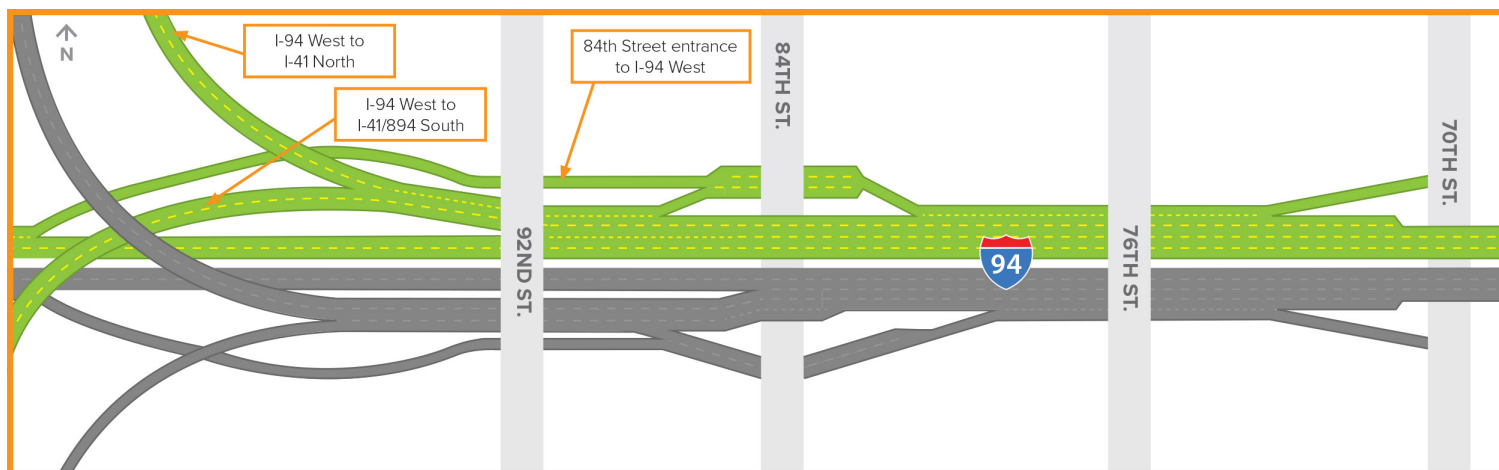 N
I-94 West to
I-41 North
I-94 West to
I-41/894 South
84th Street entrance
to I-94 West
92ND ST.
84TH ST.
94
76TH ST.
70TH ST.